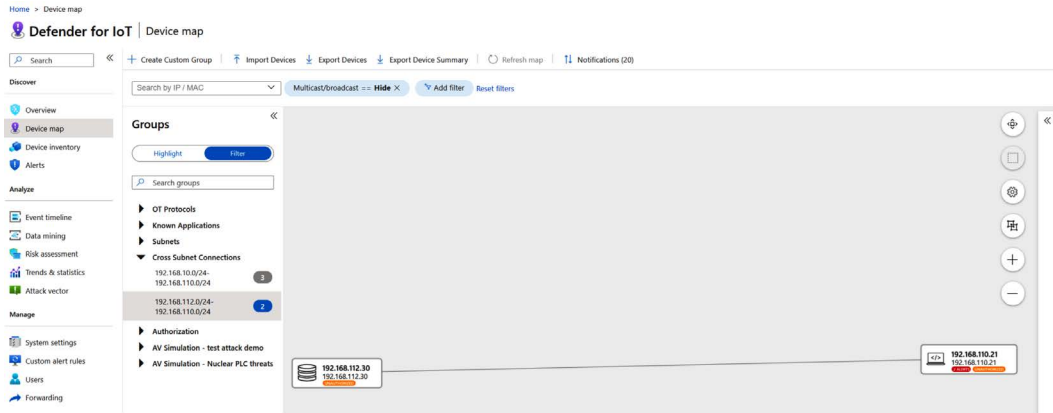 Home > Device map
Defender for IoT | Device map
Search
Create Custom Group
Import Devices
Export Devices
Export Device Summary
Refresh map
Notifications (20)
Discover
Search by IP / MAC
Multicast/broadcast == Hide ×
Add filter
Reset filters
Overview
Device map
Device inventory
Alerts
Analyze
Event timeline
Data mining
Risk assessment
Trends & statistics
Attack vector
Manage
System settings
Custom alert rules
Users
Forwarding
Groups
Highlight
Filter
Search groups
OT Protocols
Known Applications
Subnets
Cross Subnet Connections
192.168.10.0/24-
192.168.110.0/24
3
192.168.112.0/24-
192.168.110.0/24
2
Authorization
AV Simulation - test attack demo
AV Simulation - Nuclear PLC threats
192.168.112.30
192.168.112.30
192.168.110.21
192.168.110.21